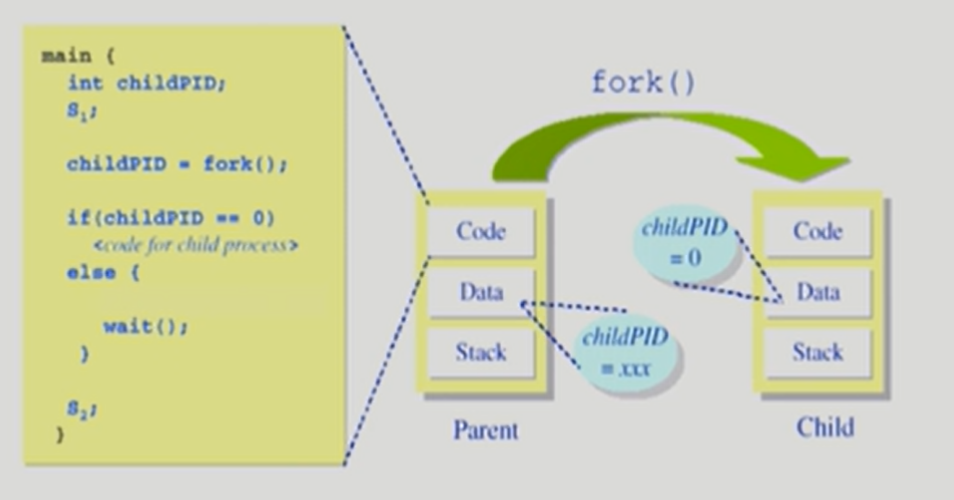 main {
int childPID;
S₁;
childPID = fork();
if(childPID == 0)
<code for child process>
else {
wait();
}
S₂;
}
fork()
Code
Data
Stack
Parent
childPID
= xxx
childPID
= 0
Code
Data
Stack
Child